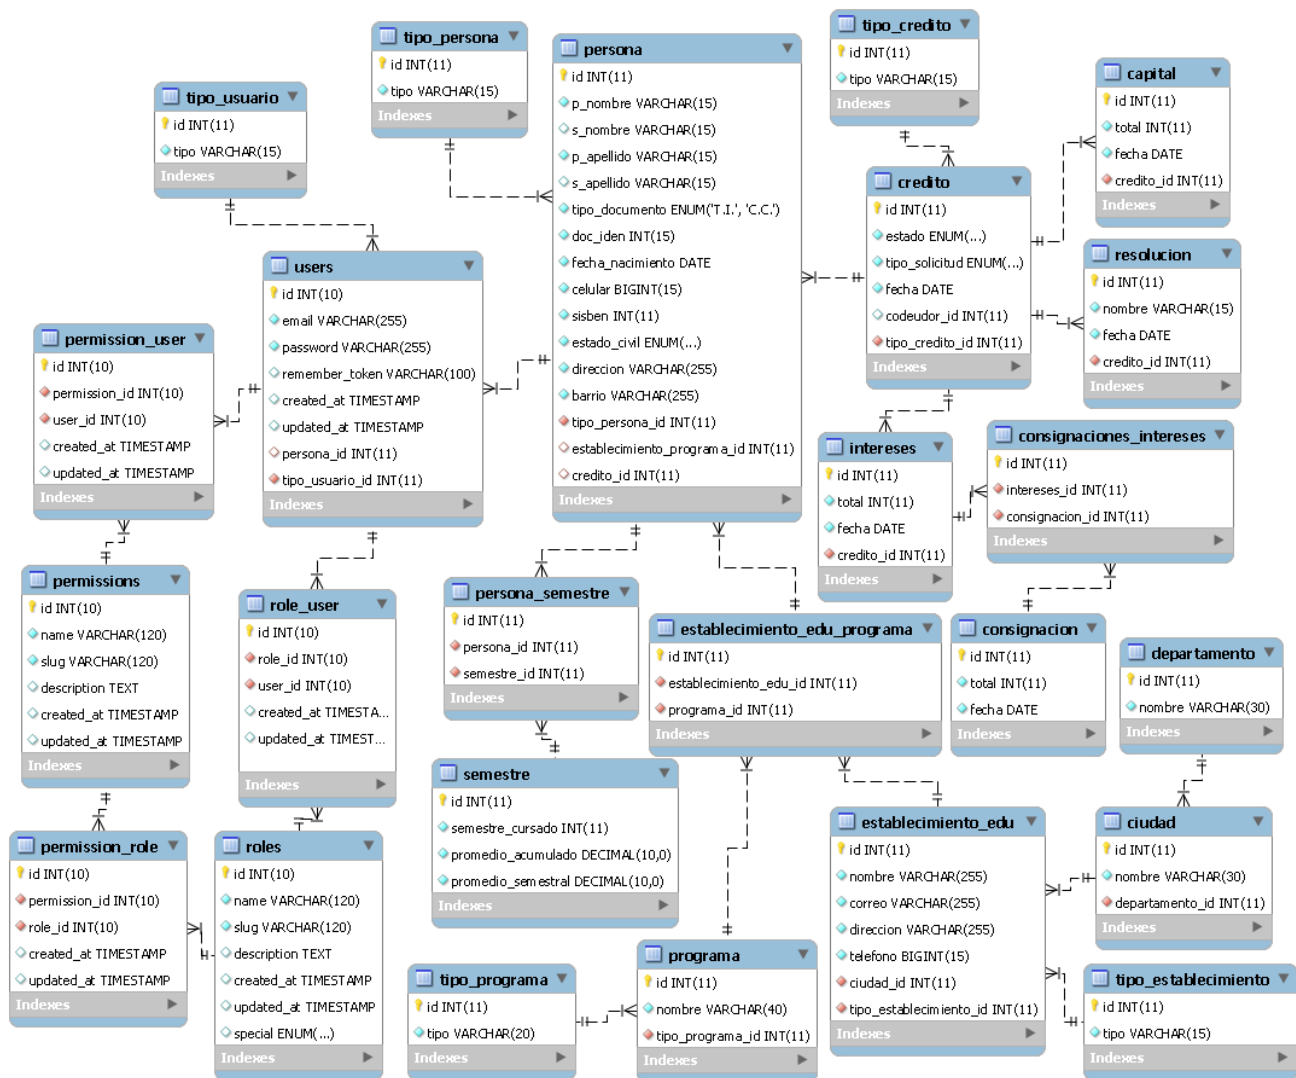 tipo_persona
id INT(11)
tipo VARCHAR(15)
Indexes
persona
id INT(11)
p_nombre VARCHAR(15)
s_nombre VARCHAR(15)
p_apellido VARCHAR(15)
s_apellido VARCHAR(15)
tipo_documento ENUM('T.I.', 'C.C.')
doc_iden INT(15)
fecha_nacimiento DATE
celular BIGINT(15)
sisben INT(11)
estado_civil ENUM(...)
direccion VARCHAR(255)
barrio VARCHAR(255)
tipo_persona_id INT(11)
establecimiento_programa_id INT(11)
credito_id INT(11)
Indexes
tipo_credito
id INT(11)
tipo VARCHAR(15)
Indexes
capital
id INT(11)
total INT(11)
fecha DATE
credito_id INT(11)
Indexes
tipo_usuario
id INT(11)
tipo VARCHAR(15)
Indexes
credito
id INT(11)
estado ENUM(...)
tipo_solicitud ENUM(...)
fecha DATE
codeudor_id INT(11)
tipo_credito_id INT(11)
Indexes
resolucion
id INT(11)
nombre VARCHAR(15)
fecha DATE
credito_id INT(11)
Indexes
users
id INT(10)
email VARCHAR(255)
password VARCHAR(255)
remember_token VARCHAR(100)
created_at TIMESTAMP
updated_at TIMESTAMP
persona_id INT(11)
tipo_usuario_id INT(11)
Indexes
permission_user
id INT(10)
permission_id INT(10)
user_id INT(10)
created_at TIMESTAMP
updated_at TIMESTAMP
Indexes
intereses
id INT(11)
total INT(11)
fecha DATE
credito_id INT(11)
Indexes
consignaciones_intereses
id INT(11)
intereses_id INT(11)
consignacion_id INT(11)
Indexes
permissions
id INT(10)
name VARCHAR(120)
slug VARCHAR(120)
description TEXT
created_at TIMESTAMP
updated_at TIMESTAMP
Indexes
role_user
id INT(10)
role_id INT(10)
user_id INT(10)
created_at TIMESTA...
updated_at TIMEST...
Indexes
persona_semestre
id INT(11)
persona_id INT(11)
semestre_id INT(11)
Indexes
establecimiento_edu_programa
id INT(11)
establecimiento_edu_id INT(11)
programa_id INT(11)
Indexes
consignacion
id INT(11)
total INT(11)
fecha DATE
Indexes
departamento
id INT(11)
nombre VARCHAR(30)
Indexes
semestre
id INT(11)
semestre_cursado INT(11)
promedio_acumulado DECIMAL(10,0)
promedio_semestral DECIMAL(10,0)
Indexes
establecimiento_edu
id INT(11)
nombre VARCHAR(255)
correo VARCHAR(255)
direccion VARCHAR(255)
telefono BIGINT(15)
ciudad_id INT(11)
tipo_establecimiento_id INT(11)
Indexes
ciudad
id INT(11)
nombre VARCHAR(30)
departamento_id INT(11)
Indexes
permission_role
id INT(10)
permission_id INT(10)
role_id INT(10)
created_at TIMESTAMP
updated_at TIMESTAMP
Indexes
roles
id INT(10)
name VARCHAR(120)
slug VARCHAR(120)
description TEXT
created_at TIMESTAMP
updated_at TIMESTAMP
special ENUM(...)
Indexes
tipo_programa
id INT(11)
tipo VARCHAR(20)
Indexes
programa
id INT(11)
nombre VARCHAR(40)
tipo_programa_id INT(11)
Indexes
tipo_establecimiento
id INT(11)
tipo VARCHAR(15)
Indexes